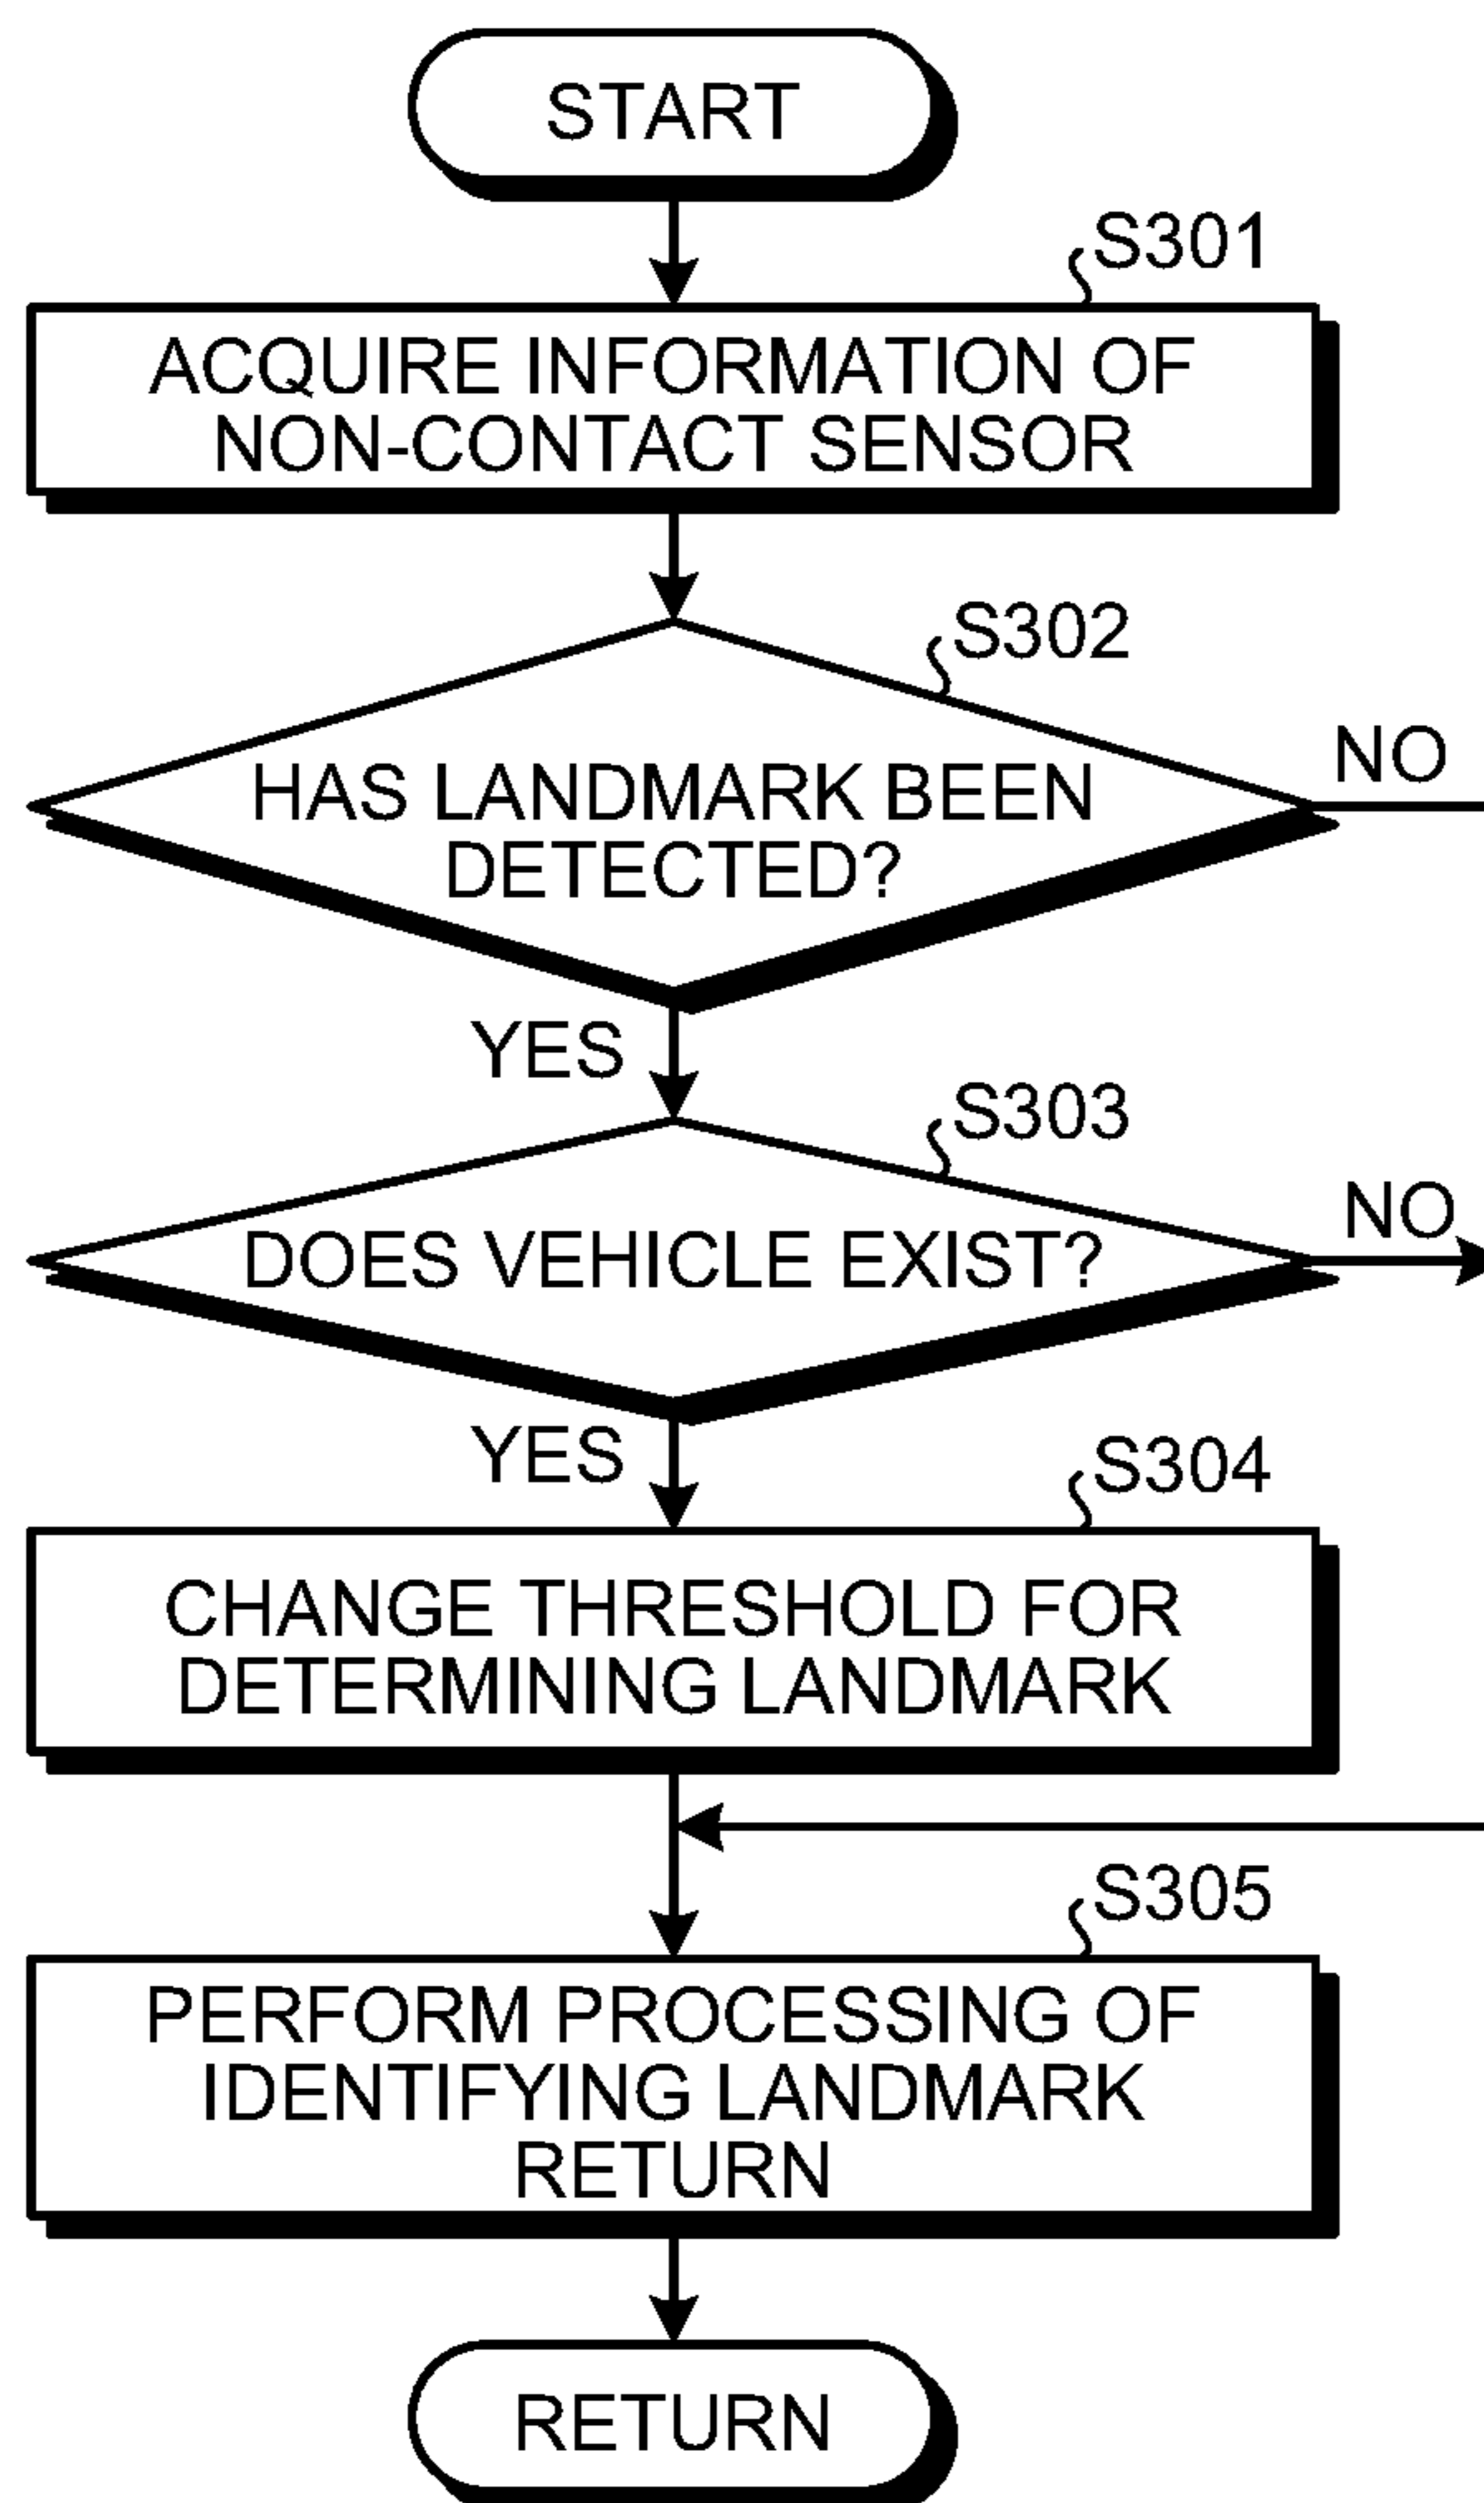 START
S301
ACQUIRE INFORMATION OF
NON-CONTACT SENSOR
S302
HAS LANDMARK BEEN
DETECTED?
NO
YES
S303
DOES VEHICLE EXIST?
NO
YES
S304
CHANGE THRESHOLD FOR
DETERMINING LANDMARK
S305
PERFORM PROCESSING OF
IDENTIFYING LANDMARK
RETURN
RETURN